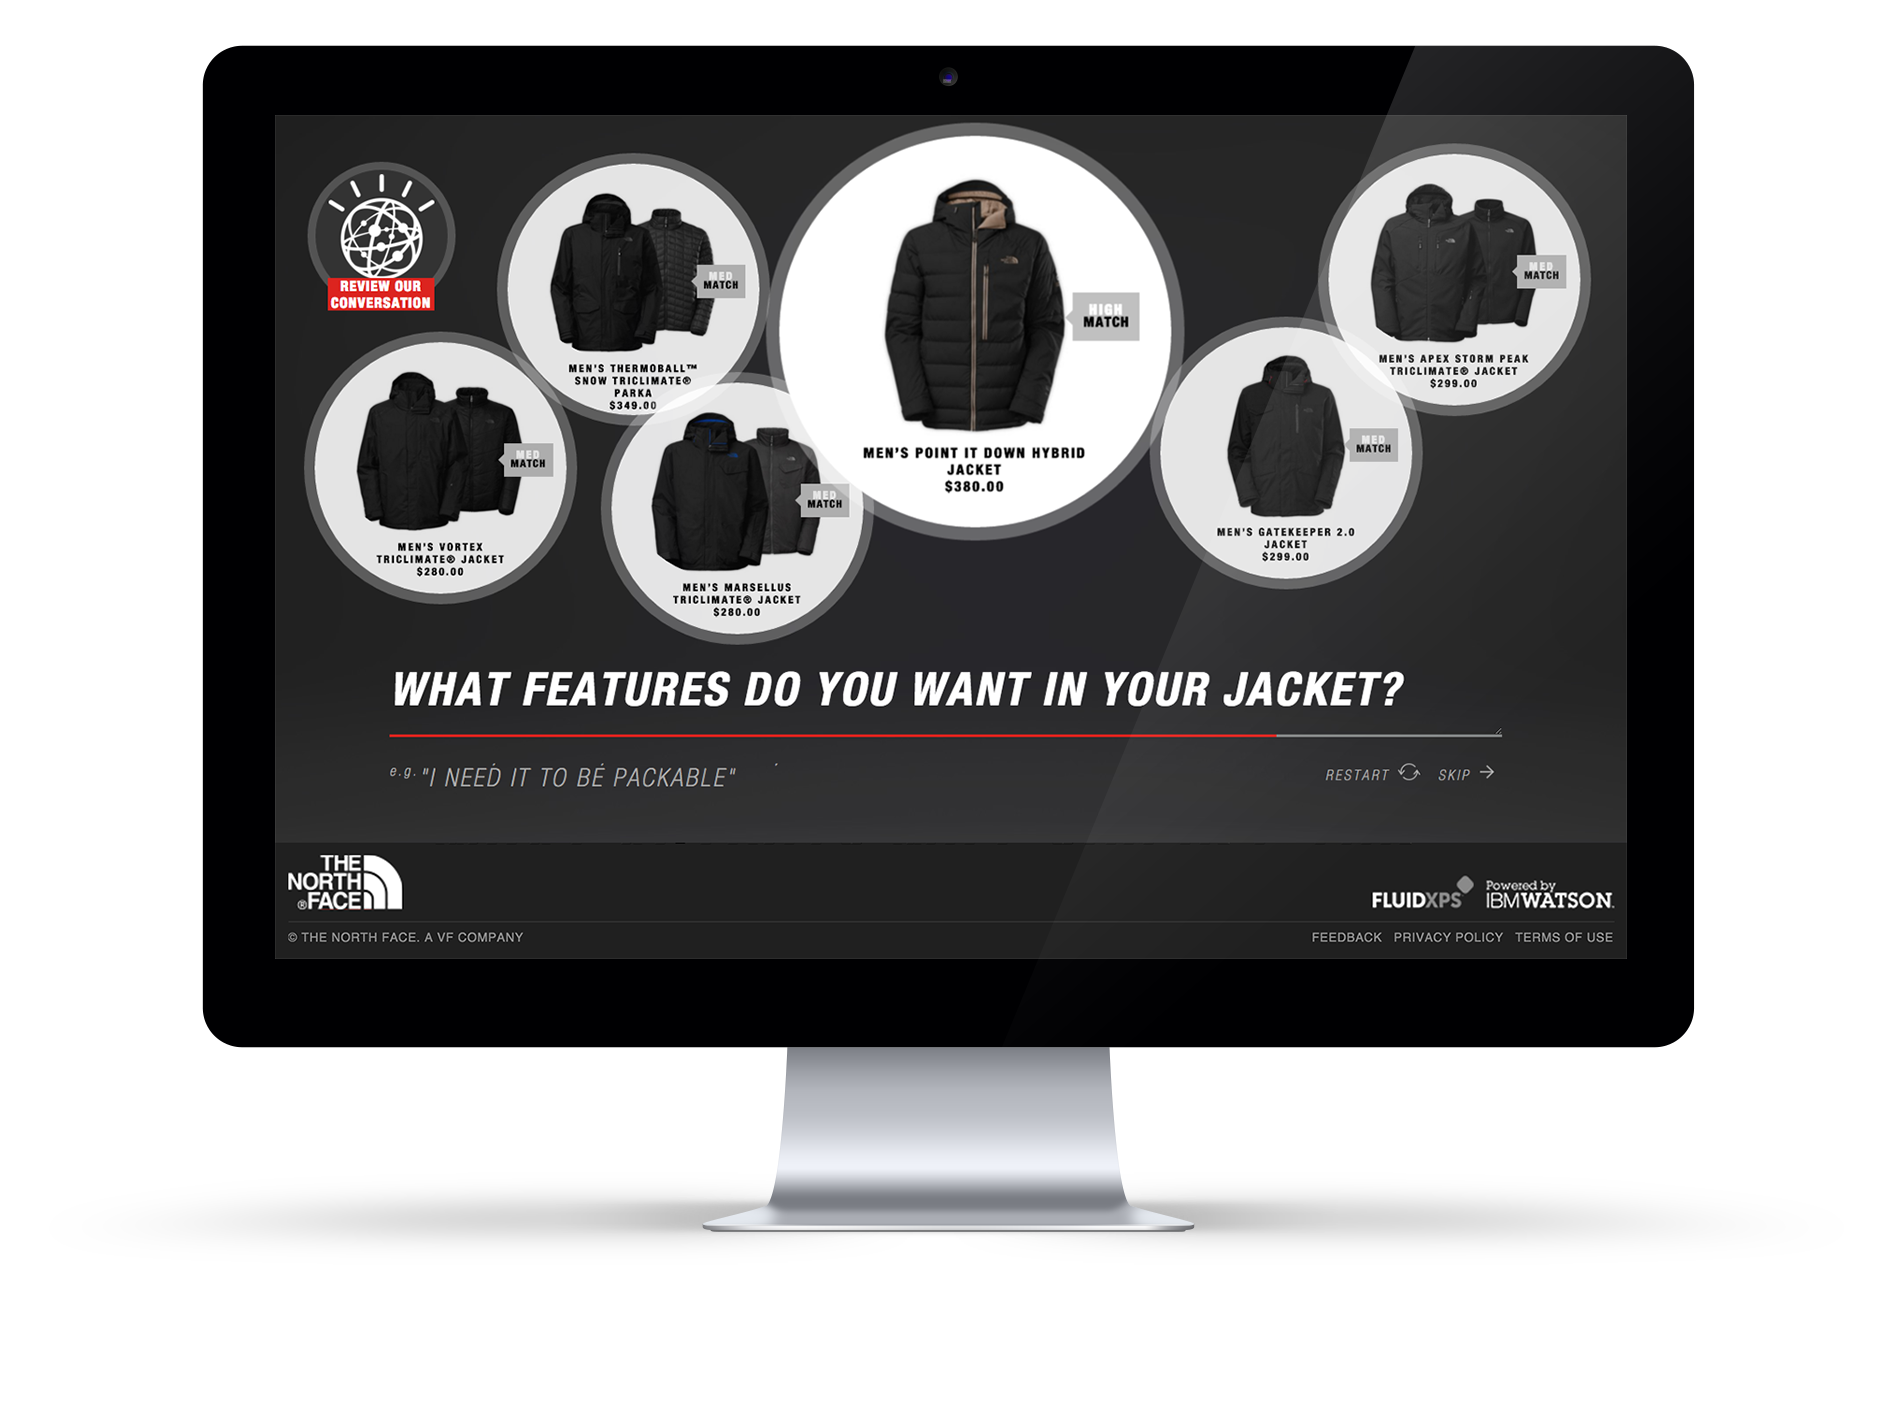 REVIEW OUR
CONVERSATION
MED
MATCH
MEN'S THERMOBALL™
SNOW TRICLIMATE®
PARKA
$349.00
HIGH
MATCH
MEN'S POINT IT DOWN HYBRID
JACKET
$380.00
MED
MATCH
MEN'S APEX STORM PEAK
TRICLIMATE® JACKET
$299.00
MED
MATCH
MEN'S VORTEX
TRICLIMATE® JACKET
$280.00
MED
MATCH
MEN'S MARSELLUS
TRICLIMATE® JACKET
$280.00
MED
MATCH
MEN'S GATEKEEPER 2.0
JACKET
$299.00
WHAT FEATURES DO YOU WANT IN YOUR JACKET?
e.g. "I NEED IT TO BE PACKABLE"
RESTART SKIP
THE
NORTH
®FACE
FLUIDXPS
Powered by
IBMWATSON.
© THE NORTH FACE. A VF COMPANY
FEEDBACK PRIVACY POLICY TERMS OF USE